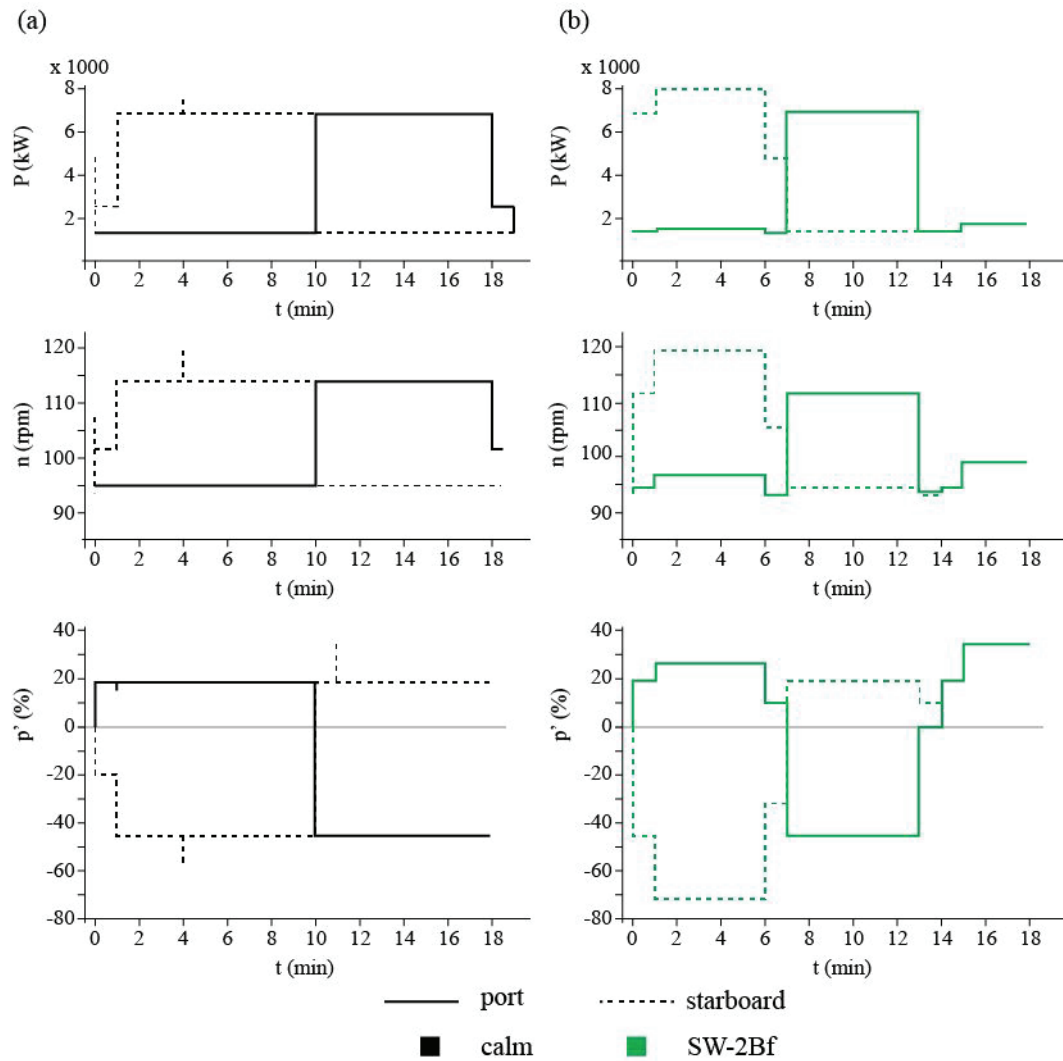 (a)
(b)
x 1000
8
6
4
2
P (kW)
0 2 4 6 8 10 12 14 16 18
t (min)
x 1000
8
6
4
2
P (kW)
0 2 4 6 8 10 12 14 16 18
t (min)
120
110
100
90
n (rpm)
0 2 4 6 8 10 12 14 16 18
t (min)
120
110
100
90
n (rpm)
0 2 4 6 8 10 12 14 16 18
t (min)
40
20
0
-20
-40
-60
-80
p' (%)
0 2 4 6 8 10 12 14 16 18
t (min)
40
20
0
-20
-40
-60
-80
p' (%)
0 2 4 6 8 10 12 14 16 18
t (min)
port
starboard
calm
SW-2Bf